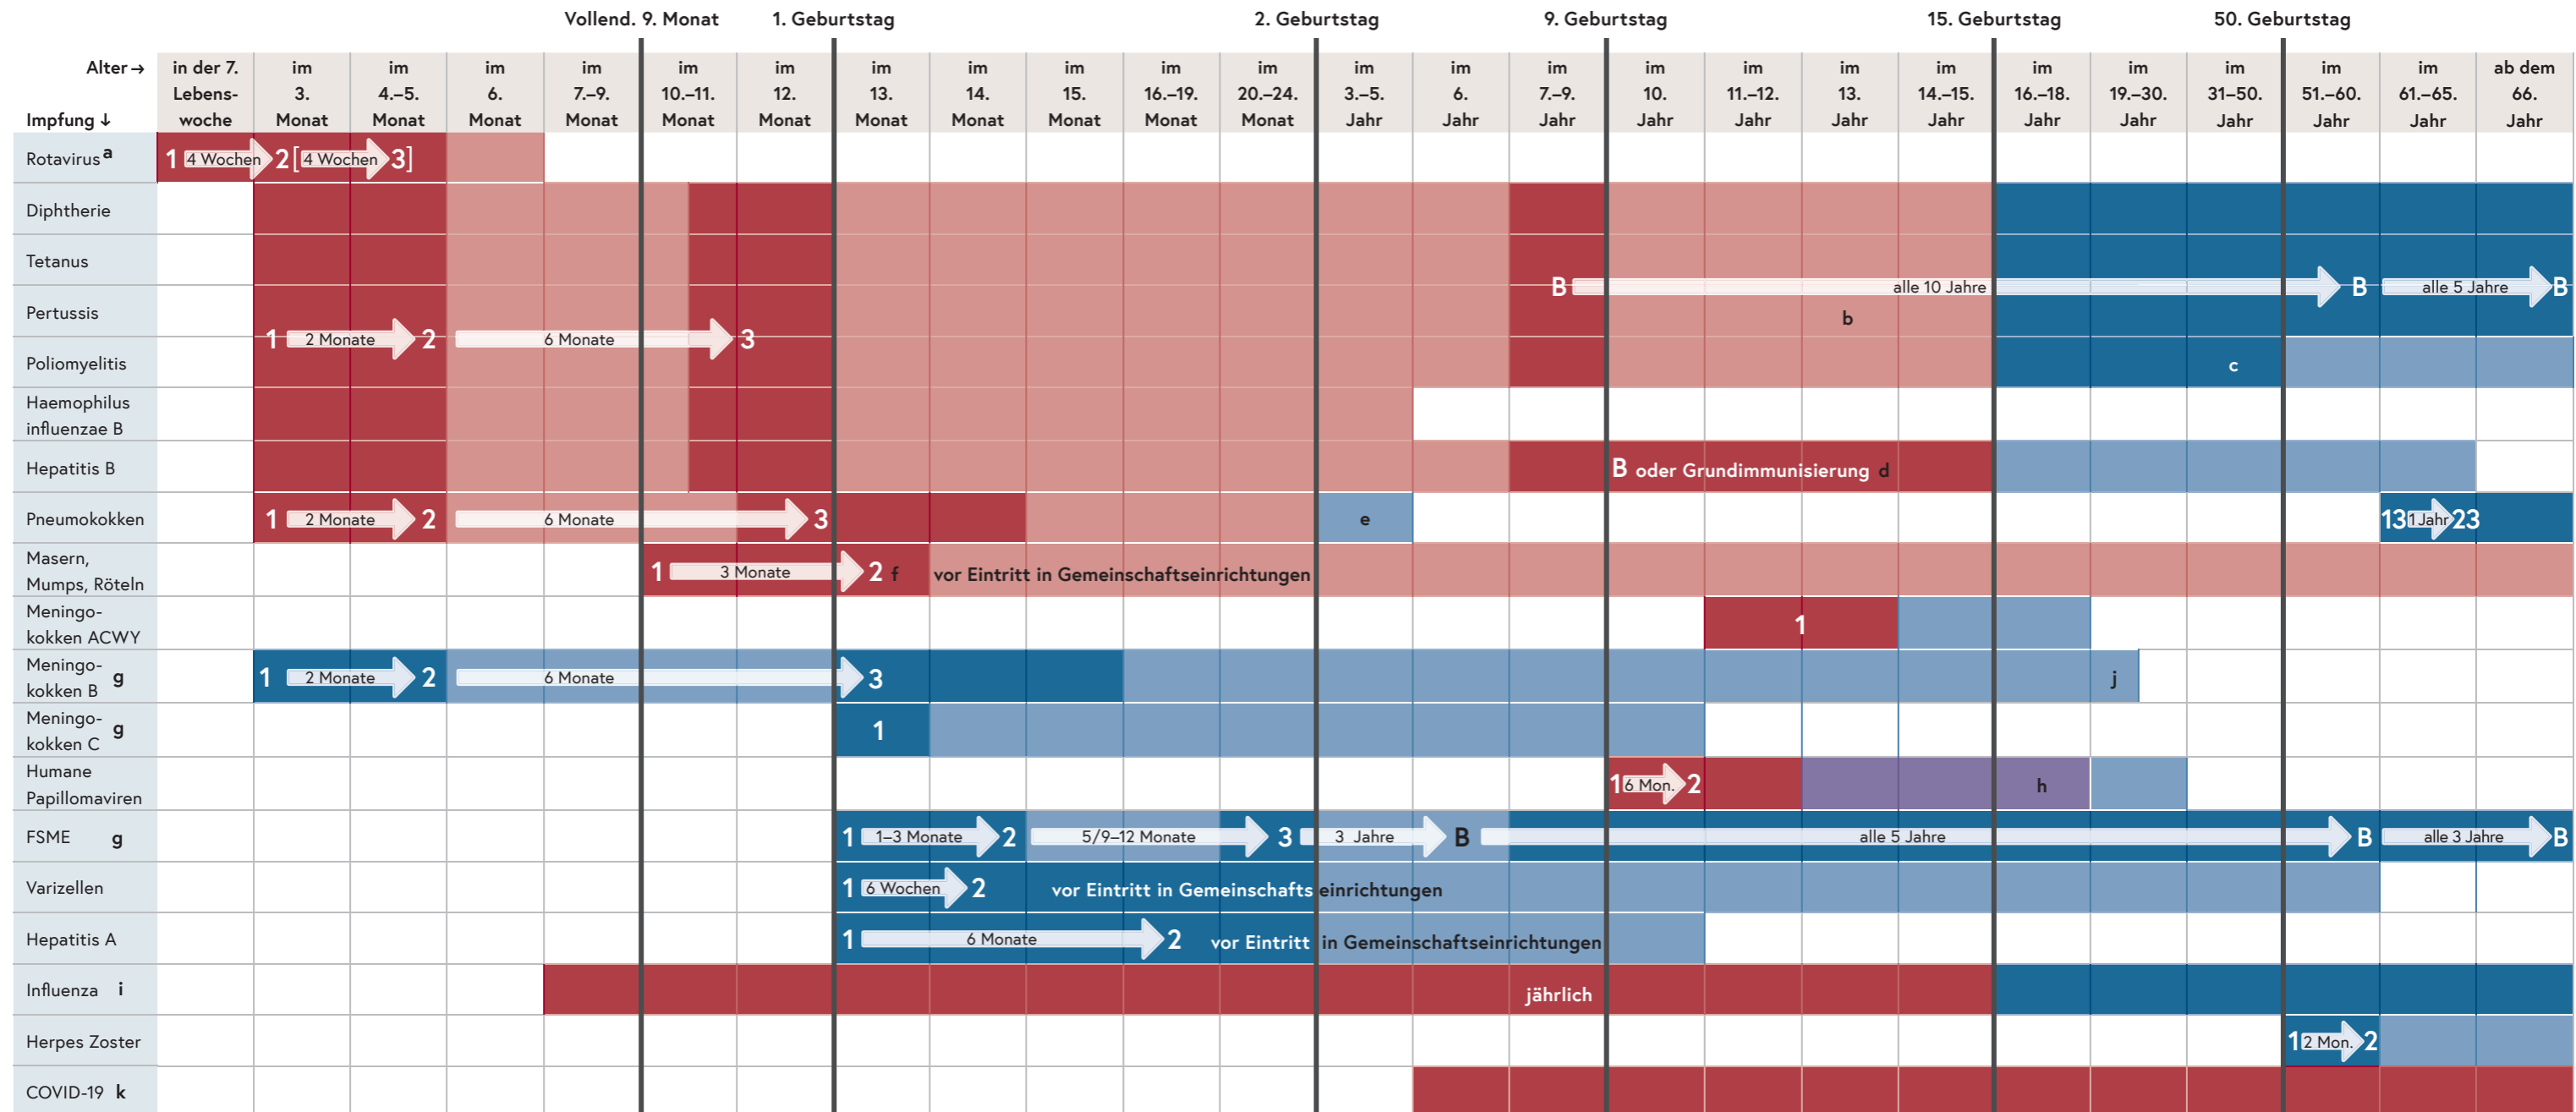 Vollend. 9. Monat 1. Geburtstag 2. Geburtstag 9. Geburtstag 15. Geburtstag 50. Geburtstag
Alter→ in der 7. im im im im im im im im im im im im im im im im im im im im im im im ab dem
Lebens- 3. 4.–5. 6. 7.–9. 10.–11. 12. 13. 14. 15. 16.–19. 20.–24. 3.–5. 6. 7.–9. 10. 11.–12. 13. 14.–15. 16.–18. 19.–30. 31–50. 51.–60. 61.–65. 66.
Impfung ↓ woche Monat Monat Monat Monat Monat Monat Monat Monat Monat Monat Monat Jahr Jahr Jahr Jahr Jahr Jahr Jahr Jahr Jahr Jahr Jahr Jahr Jahr
Rotavirus a 1 4 Wochen 2 [ 4 Wochen 3]
Diphtherie
Tetanus
B alle 10 Jahre B alle 5 Jahre B
Pertussis
b
1 2 Monate 2 6 Monate 3
Poliomyelitis c
Haemophilus
influenzae B
Hepatitis B B oder Grundimmunisierung d
Pneumokokken 1 2 Monate 2 6 Monate 3 e 13 1 Jahr 23
Masern,
Mumps, Röteln 1 3 Monate 2 f vor Eintritt in Gemeinschaftseinrichtungen
Meningo-
kokken ACWY 1
Meningo-
kokken B g 1 2 Monate 2 6 Monate 3 j
Meningo-
kokken C g 1
Humane
Papillomaviren 1 6 Mon. 2 h
FSME g 1 1–3 Monate 2 5/9–12 Monate 3 3 Jahre B alle 5 Jahre B alle 3 Jahre B
Varizellen 1 6 Wochen 2 vor Eintritt in Gemeinschaftseinrichtungen
Hepatitis A 1 6 Monate 2 vor Eintritt in Gemeinschaftseinrichtungen
Influenza i jährlich
Herpes Zoster 1 2 Mon. 2
COVID-19 k